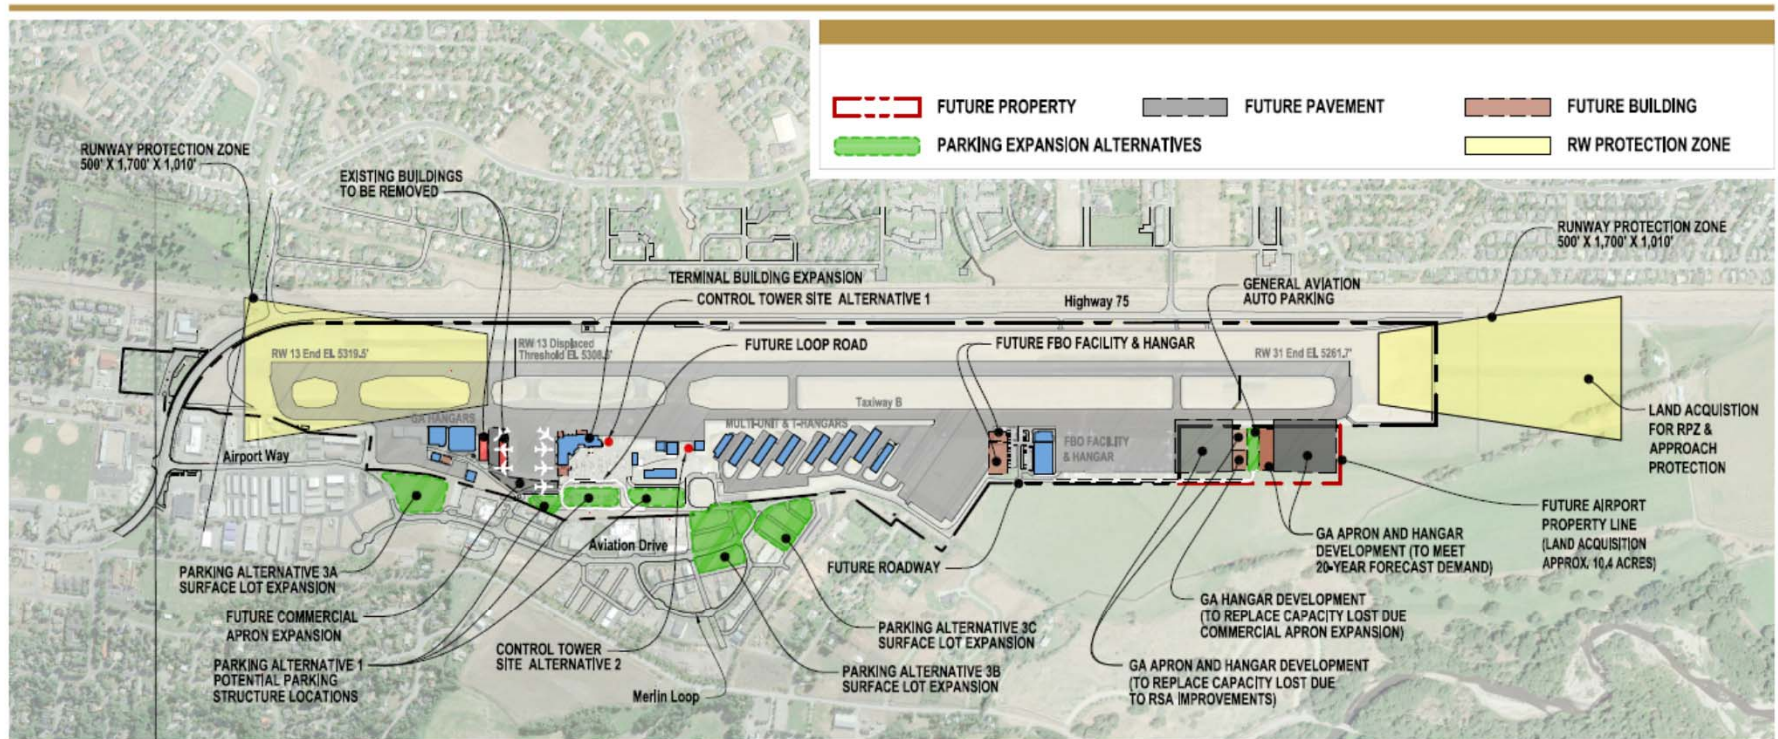 FUTURE PROPERTY
FUTURE PAVEMENT
FUTURE BUILDING
PARKING EXPANSION ALTERNATIVES
RW PROTECTION ZONE
RUNWAY PROTECTION ZONE
500' X 1,700' X 1,010'
EXISTING BUILDINGS
TO BE REMOVED
TERMINAL BUILDING EXPANSION
CONTROL TOWER SITE ALTERNATIVE 1
FUTURE LOOP ROAD
Highway 75
GENERAL AVIATION
AUTO PARKING
RUNWAY PROTECTION ZONE
500' X 1,700' X 1,010'
RW 13 End El. 5319.5'
RW 13 Displaced
Threshold El.
FUTURE FBO FACILITY & HANGAR
RW 31 End El. 5261.7'
Taxiway B
GA HANGARS
MULTI-UNIT & T-HANGARS
FBO FACILITY
& HANGAR
Airport Way
LAND ACQUISTION
FOR RPZ &
APPROACH
PROTECTION
Aviation Drive
FUTURE ROADWAY
PARKING ALTERNATIVE 3A
SURFACE LOT EXPANSION
FUTURE COMMERCIAL
APRON EXPANSION
PARKING ALTERNATIVE 1
POTENTIAL PARKING
STRUCTURE LOCATIONS
CONTROL TOWER
SITE ALTERNATIVE 2
Merlin Loop
PARKING ALTERNATIVE 3C
SURFACE LOT EXPANSION
PARKING ALTERNATIVE 3B
SURFACE LOT EXPANSION
GA APRON AND HANGAR
DEVELOPMENT (TO MEET
20-YEAR FORECAST DEMAND)
FUTURE AIRPORT
PROPERTY LINE
(LAND ACQUISITION
APPROX. 10.4 ACRES)
GA HANGAR DEVELOPMENT
(TO REPLACE CAPACITY LOST DUE
COMMERCIAL APRON EXPANSION)
GA APRON AND HANGAR DEVELOPMENT
(TO REPLACE CAPACITY LOST DUE
TO RSA IMPROVEMENTS)